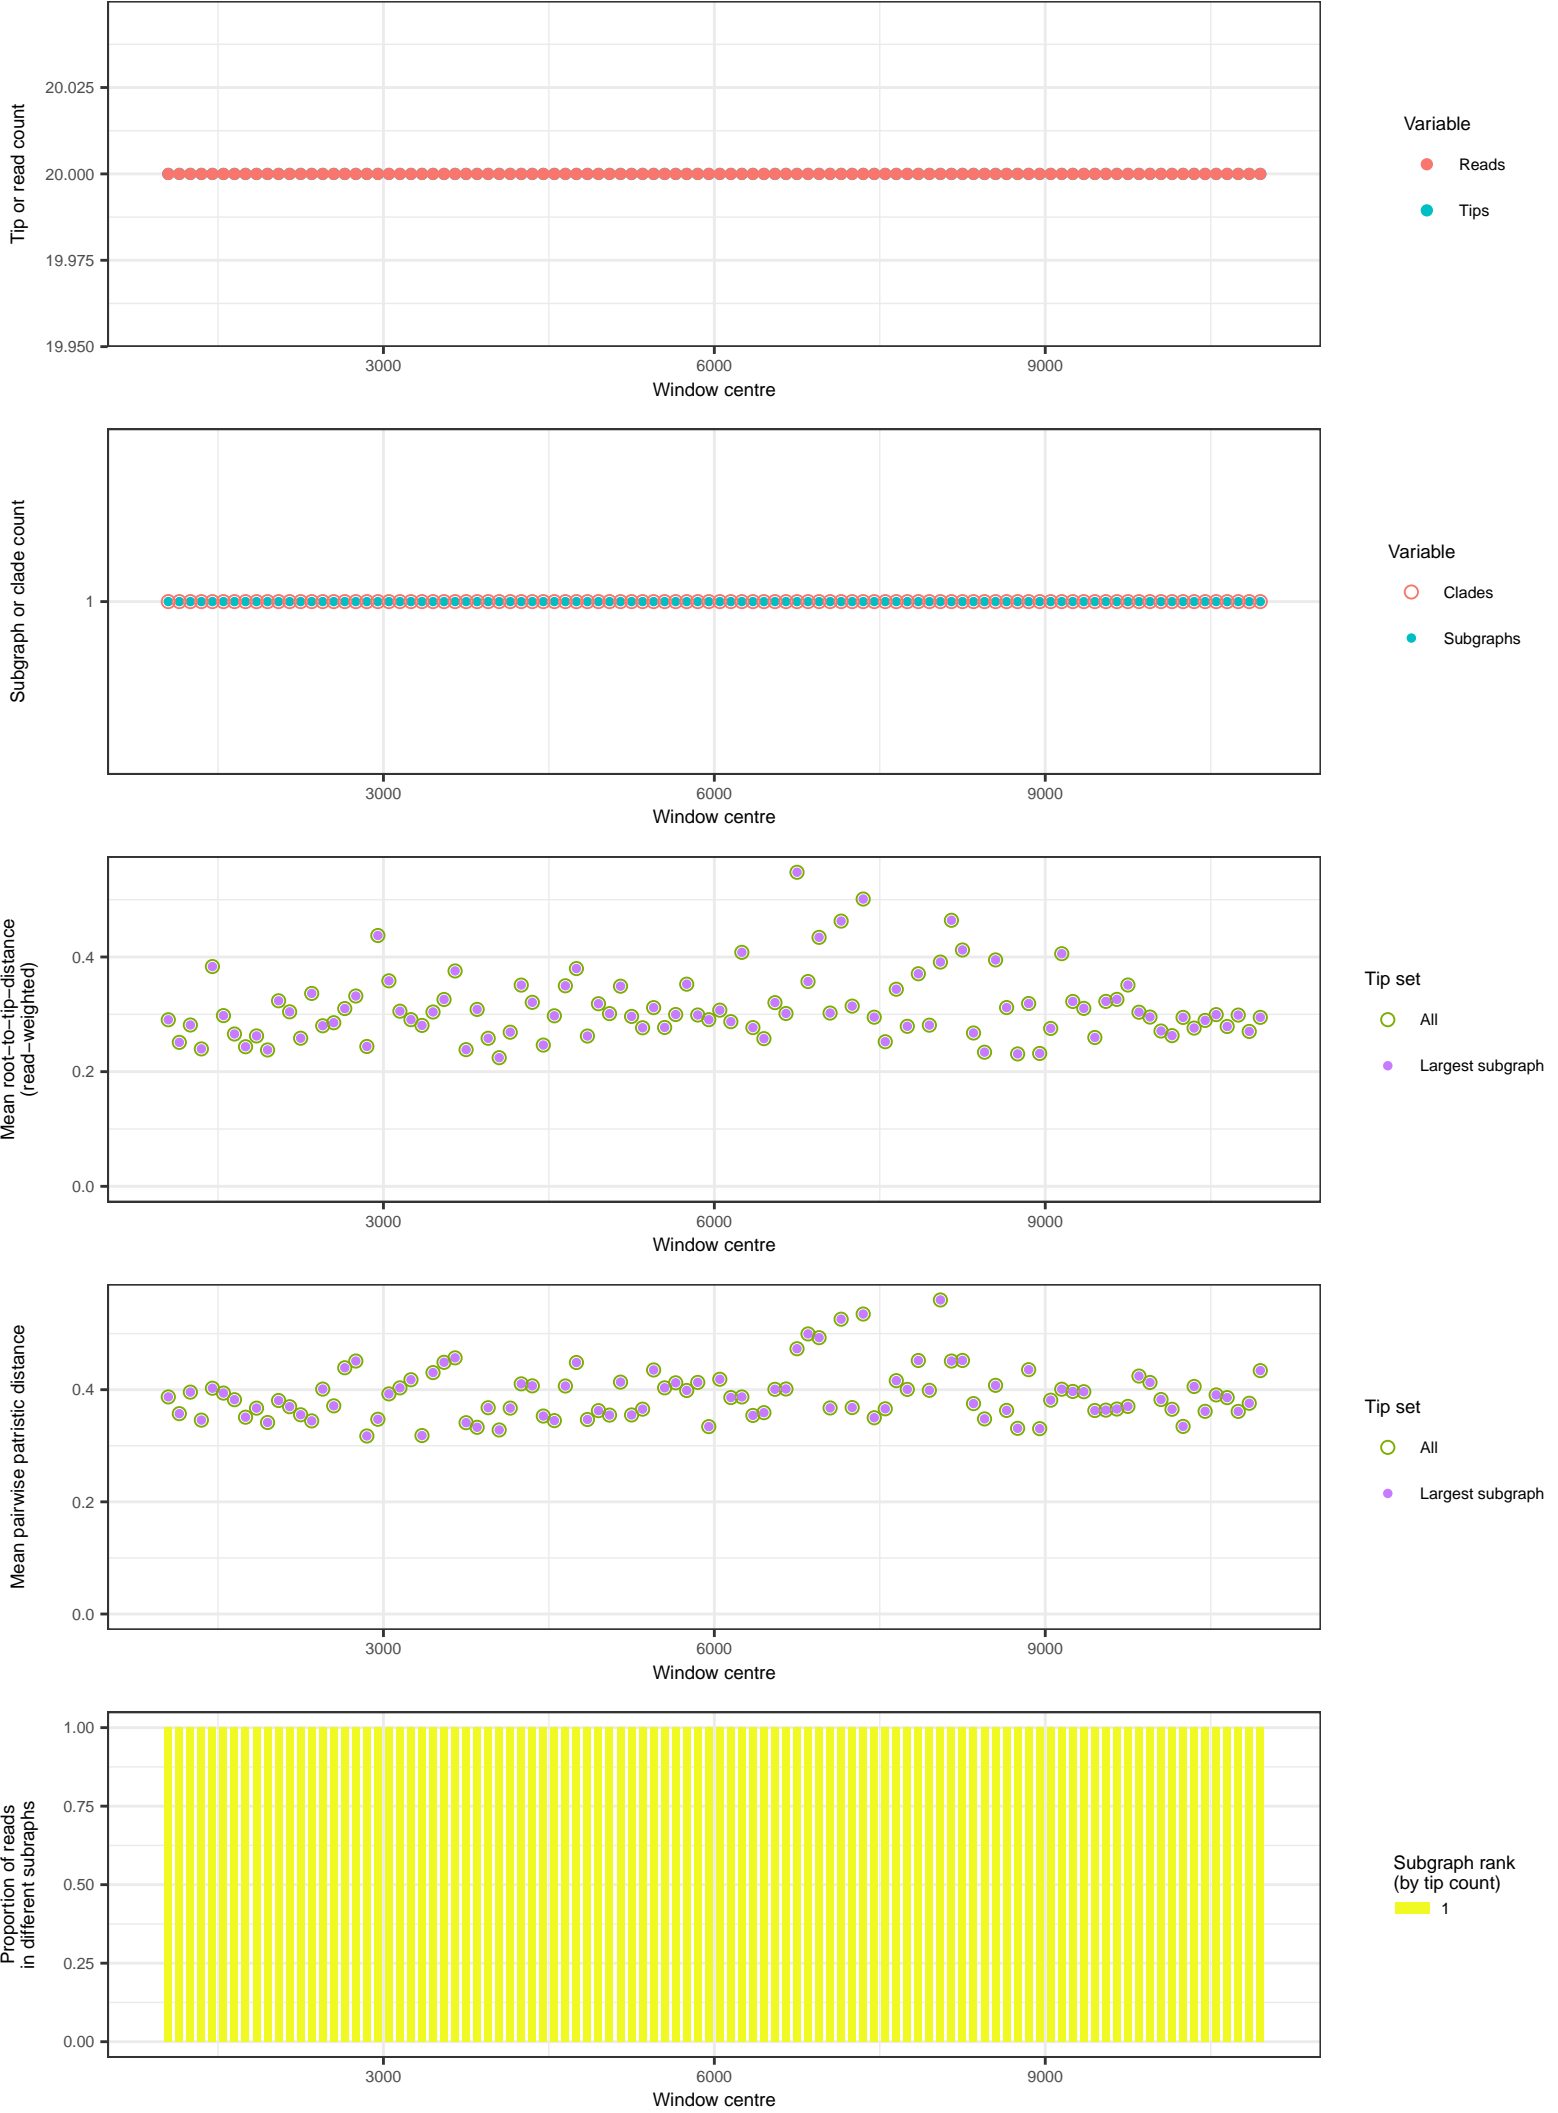 Tip or read count
20.025
20.000
19.975
19.950
3000
6000
9000
Window centre
Variable
Reads
Tips
Subgraph or clade count
1
3000
6000
9000
Window centre
Variable
Clades
Subgraphs
Mean root−to−tip−distance
(read−weighted)
0.4
0.2
0.0
3000
6000
9000
Window centre
Tip set
All
Largest subgraph
Mean pairwise patristic distance
0.4
0.2
0.0
3000
6000
9000
Window centre
Tip set
All
Largest subgraph
Proportion of reads
in different subraphs
1.00
0.75
0.50
0.25
0.00
3000
6000
9000
Window centre
Subgraph rank
(by tip count)
1